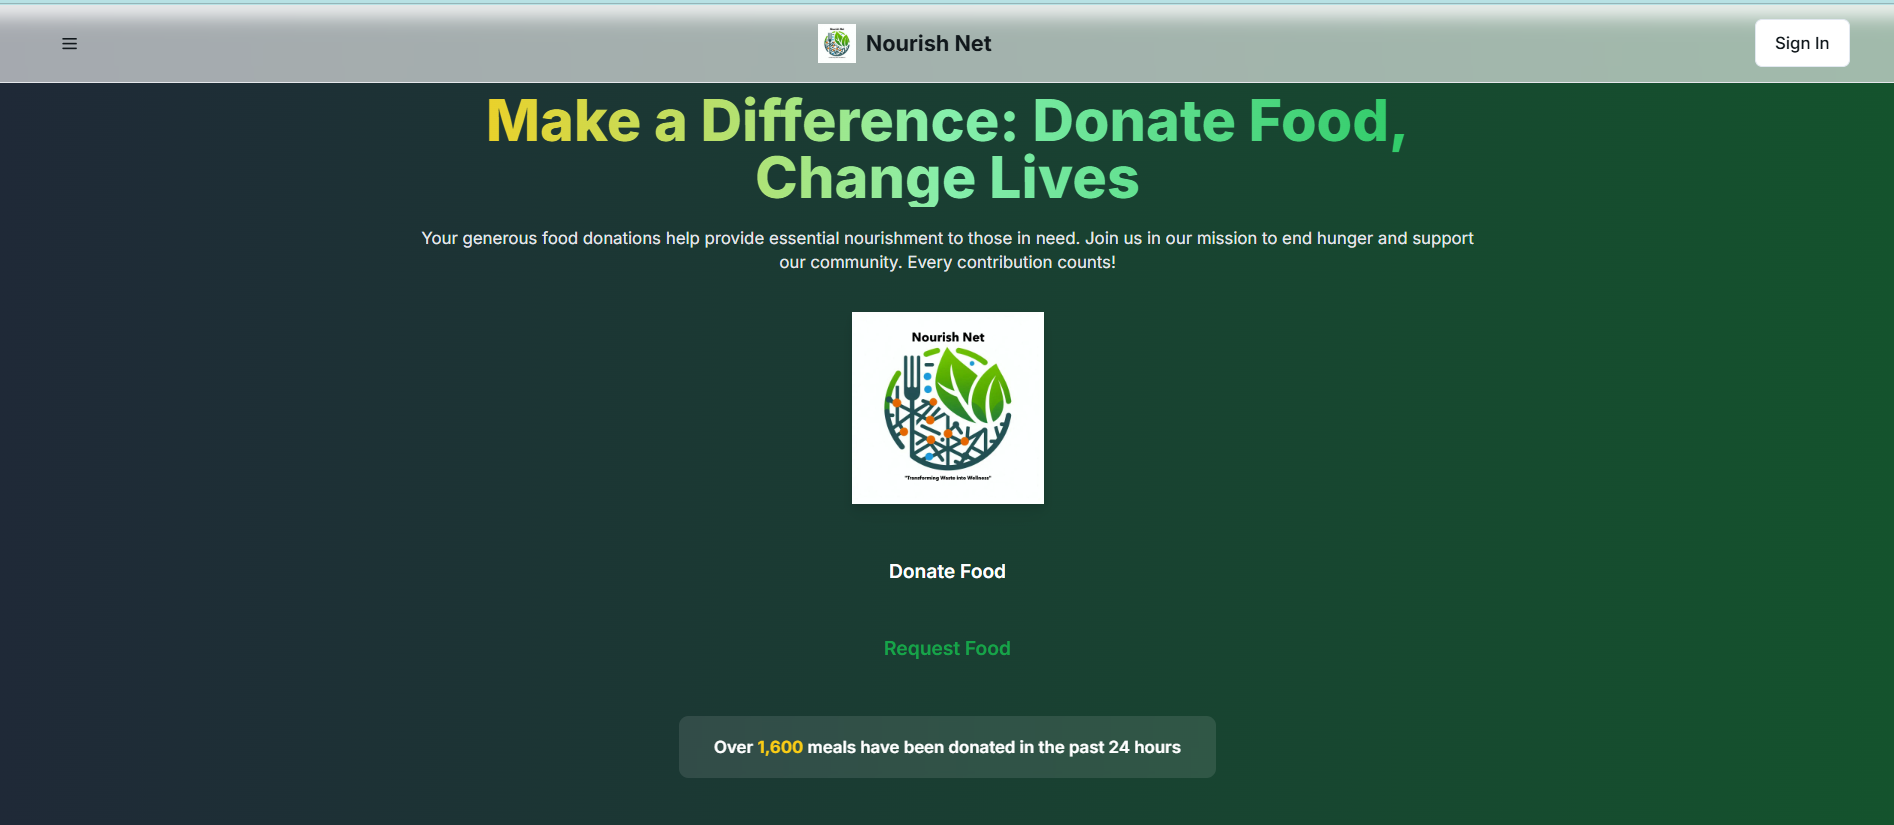 Nourish Net
Sign In
Make a Difference: Donate Food,
Change Lives
Your generous food donations help provide essential nourishment to those in need. Join us in our mission to end hunger and support
our community. Every contribution counts!
Nourish Net
"Transforming Waste into Wellness"
Donate Food
Request Food
Over 1,600 meals have been donated in the past 24 hours